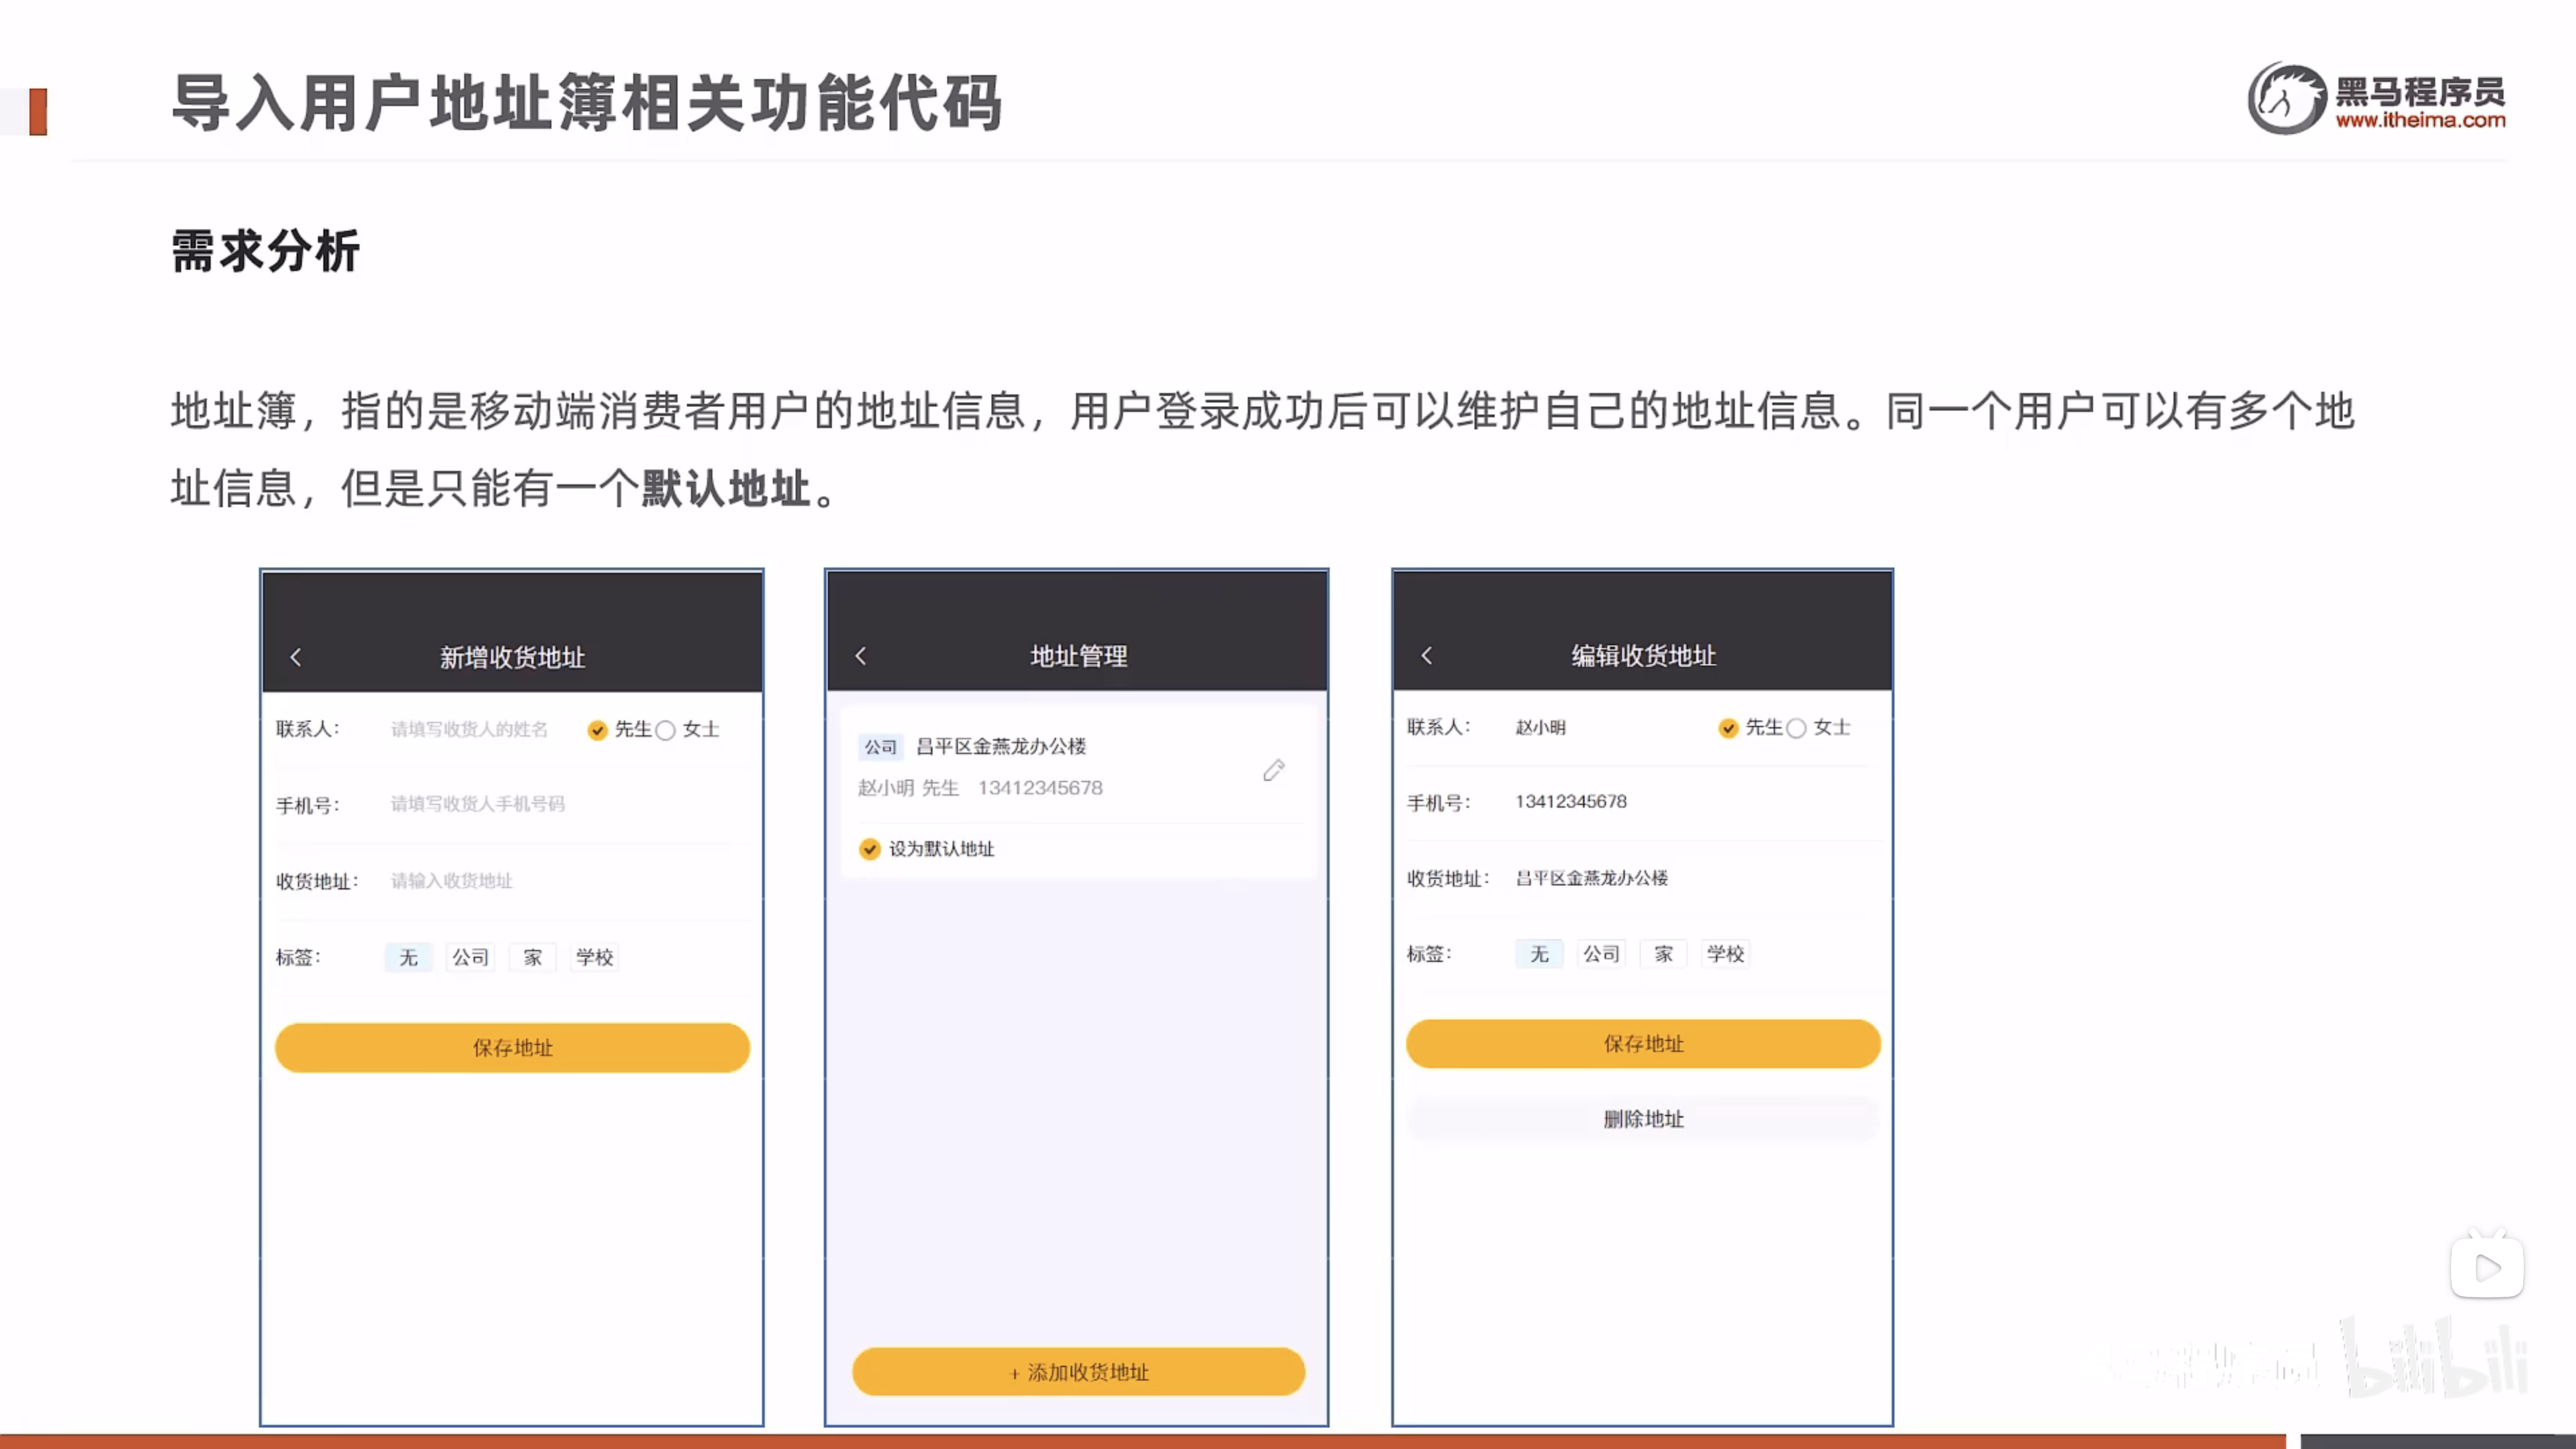 导入用户地址簿相关功能代码
黑马程序员
www.itheima.com
需求分析
地址簿，指的是移动端消费者用户的地址信息，用户登录成功后可以维护自己的地址信息。同一个用户可以有多个地
址信息，但是只能有一个默认地址。
新增收货地址
联系人： 请填写收货人的姓名 先生 女士
手机号： 请填写收货人手机号码
收货地址： 请输入收货地址
标签： 无 公司 家 学校
保存地址
地址管理
公司 昌平区金燕龙办公楼
赵小明 先生 13412345678
设为默认地址
+ 添加收货地址
编辑收货地址
联系人： 赵小明 先生 女士
手机号： 13412345678
收货地址： 昌平区金燕龙办公楼
标签： 无 公司 家 学校
保存地址
删除地址
bilibili